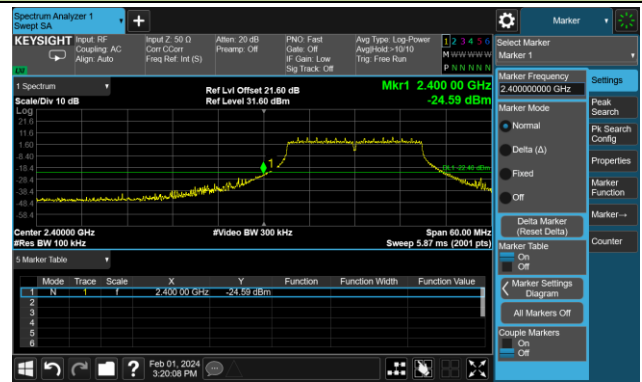 Spectrum Analyzer 1
Swept SA
Marker
KEYSIGHT
Input: RF
Coupling: AC
Align: Auto
Input Z: 50 Ω
Corr CCorr
Freq Ref: Int (S)
Atten: 20 dB
Preamp: Off
PNO: Fast
Gate: Off
IF Gain: Low
Sig Track: Off
Avg Type: Log-Power
Avg|Hold:>10/10
Trig: Free Run
1 2 3 4 5 6
M W W W W W
P N N N N N
LW
Select Marker
Marker 1
1 Spectrum
Scale/Div 10 dB
Log
Ref Lvl Offset 21.60 dB
Ref Level 31.60 dBm
Mkr1 2.400 00 GHz
-24.59 dBm
21.6
11.6
1.60
-8.40
-18.4
-28.4
-38.4
-48.4
-58.4
1
DL1 -22.46 dBm
Center 2.40000 GHz
#Res BW 100 kHz
#Video BW 300 kHz
Span 60.00 MHz
Sweep 5.87 ms (2001 pts)
5 Marker Table
Mode Trace Scale X Y Function Function Width Function Value
1 N 1 f 2.400 00 GHz -24.59 dBm
2
3
4
5
6
Marker Frequency
2.400000000 GHz
Marker Mode
Normal
Delta (Δ)
Fixed
Off
Delta Marker
(Reset Delta)
Marker Table
On
Off
Marker Settings
Diagram
All Markers Off
Couple Markers
On
Off
Settings
Peak
Search
Pk Search
Config
Properties
Marker
Function
Marker→
Counter
?
Feb 01, 2024
3:20:08 PM